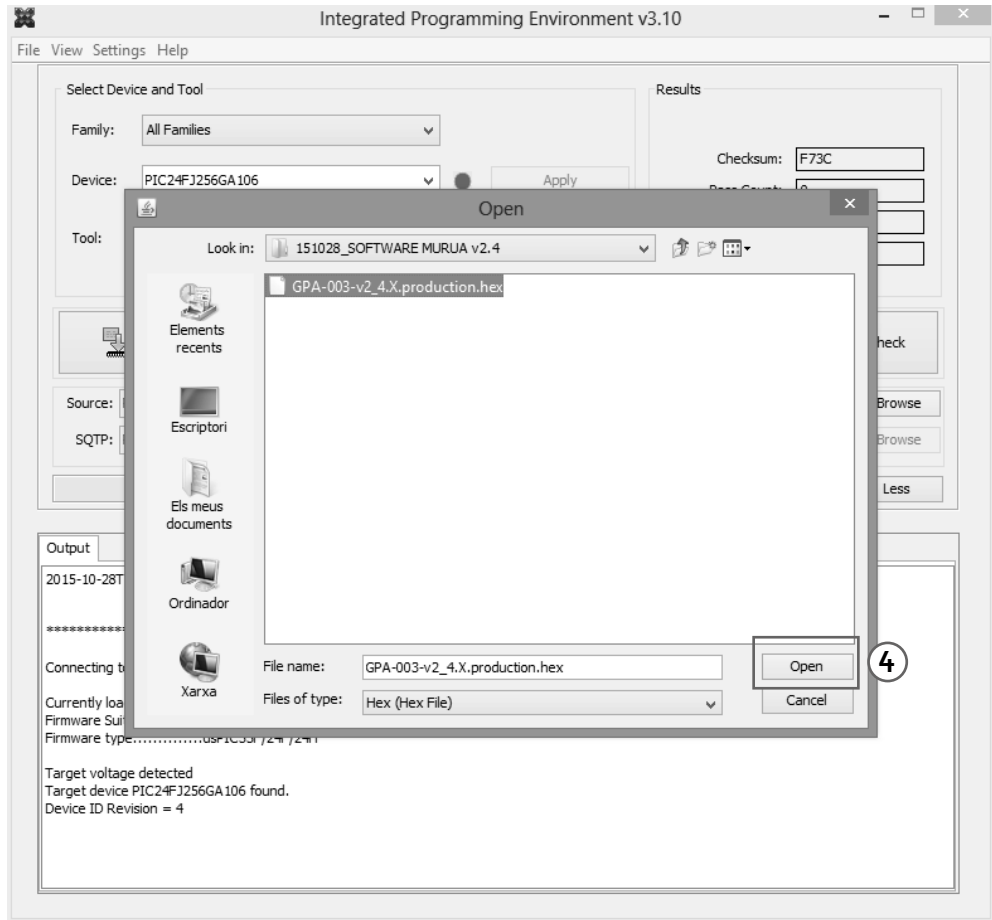 Integrated Programming Environment v3.10
File View Settings Help
Select Device and Tool
Results
Family: All Families
Checksum: F73C
Device: PIC24FJ256GA106 Apply
Open
Tool:
Look in: 151028_SOFTWARE MURUA v2.4
GPA-003-v2_4.X.production.hex
Elements
recents
heck
Source: Browse
Escriptori
SQTP: Browse
Els meus
documents
Less
Output
2015-10-28T
Ordinador
***********
Connecting t
File name: GPA-003-v2_4.X.production.hex Open 4
Xarxa
Files of type: Hex (Hex File) Cancel
Currently loa
Firmware Sui
Firmware type
Target voltage detected
Target device PIC24FJ256GA106 found.
Device ID Revision = 4